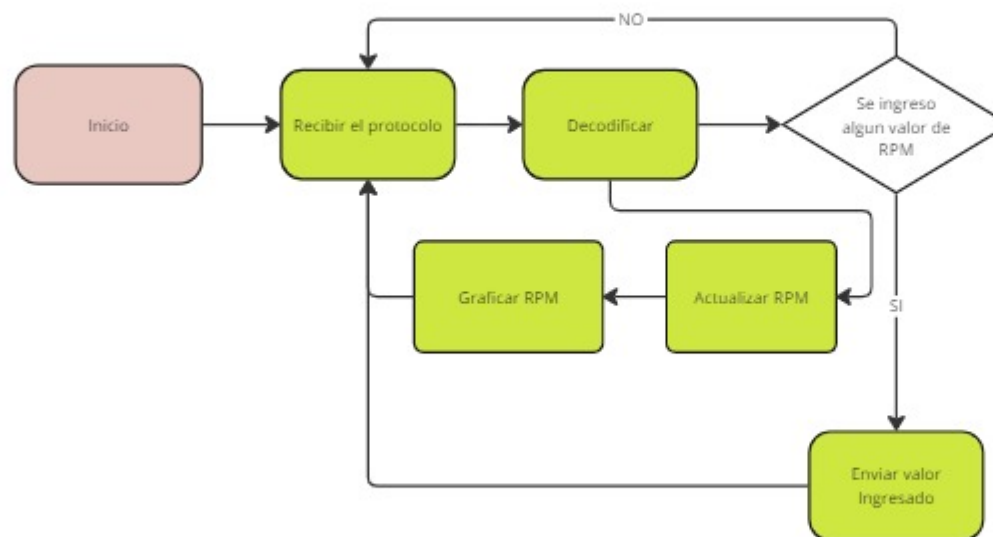 NO
Inicio
Recibir el protocolo
Decodificar
Se ingreso
algun valor de
RPM
Graficar RPM
Actualizar RPM
SI
Enviar valor
Ingresado